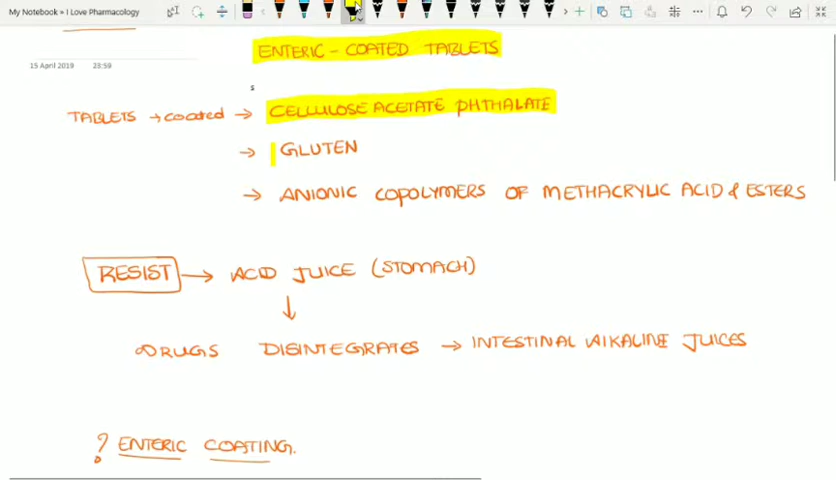 My Notebook » I Love Pharmacology
15 April 2019 23:59
ENTERIC - COATED TABLETS
s
TABLETS → coated → CELLULOSE ACETATE PHTHALATE
→ GLUTEN
→ ANIONIC COPOLYMERS OF METHACRYLIC ACID & ESTERS
RESIST → ACID JUICE (STOMACH)
↓
DRUGS DISINTEGRATES → INTESTINAL ALKALINE JUICES
? ENTERIC COATING.